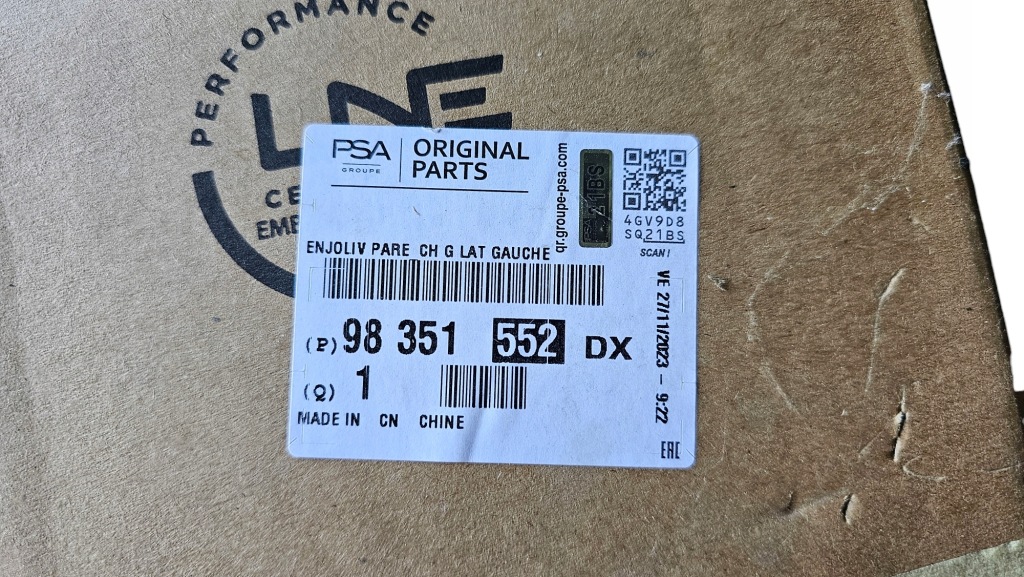 PERFORMANCE
LNE
PSA
GROUPE
ORIGINAL
PARTS
qr.groupe-psa.com
4GV9D8
SQ21BS
SCAN!
ENJOLIV PARE CH G LAT GAUCHE
(P) 98 351 552 DX
(Q) 1
MADE IN CN CHINE
VE 27/11/2023 - 9:22
EAC